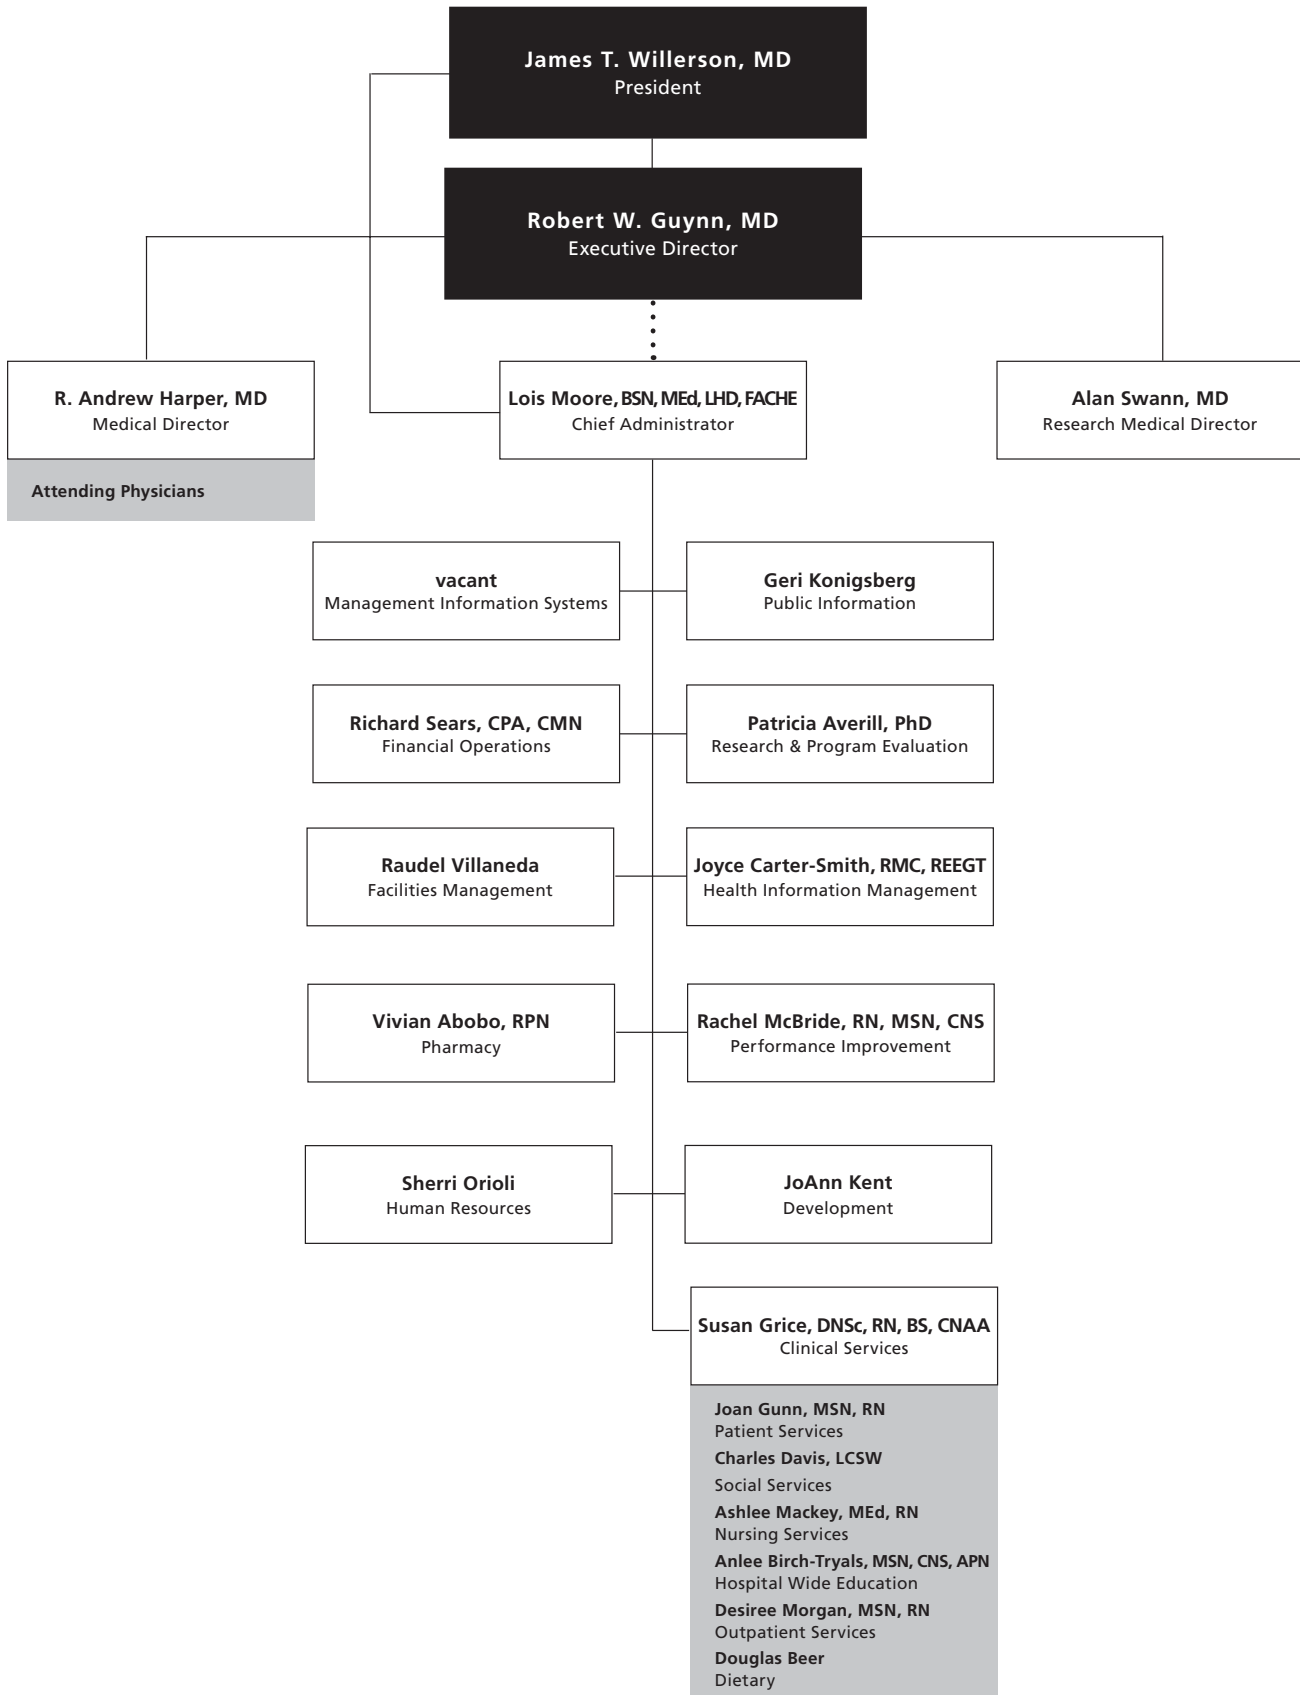 James T. Willerson, MD
President
Robert W. Guynn, MD
Executive Director
R. Andrew Harper, MD
Medical Director
Attending Physicians
Lois Moore, BSN, MEd, LHD, FACHE
Chief Administrator
Alan Swann, MD
Research Medical Director
vacant
Management Information Systems
Geri Konigsberg
Public Information
Richard Sears, CPA, CMN
Financial Operations
Patricia Averill, PhD
Research & Program Evaluation
Raudel Villaneda
Facilities Management
Joyce Carter-Smith, RMC, REEGT
Health Information Management
Vivian Abobo, RPN
Pharmacy
Rachel McBride, RN, MSN, CNS
Performance Improvement
Sherri Orioli
Human Resources
JoAnn Kent
Development
Susan Grice, DNSc, RN, BS, CNAA
Clinical Services
Joan Gunn, MSN, RN
Patient Services
Charles Davis, LCSW
Social Services
Ashlee Mackey, MEd, RN
Nursing Services
Anlee Birch-Tryals, MSN, CNS, APN
Hospital Wide Education
Desiree Morgan, MSN, RN
Outpatient Services
Douglas Beer
Dietary